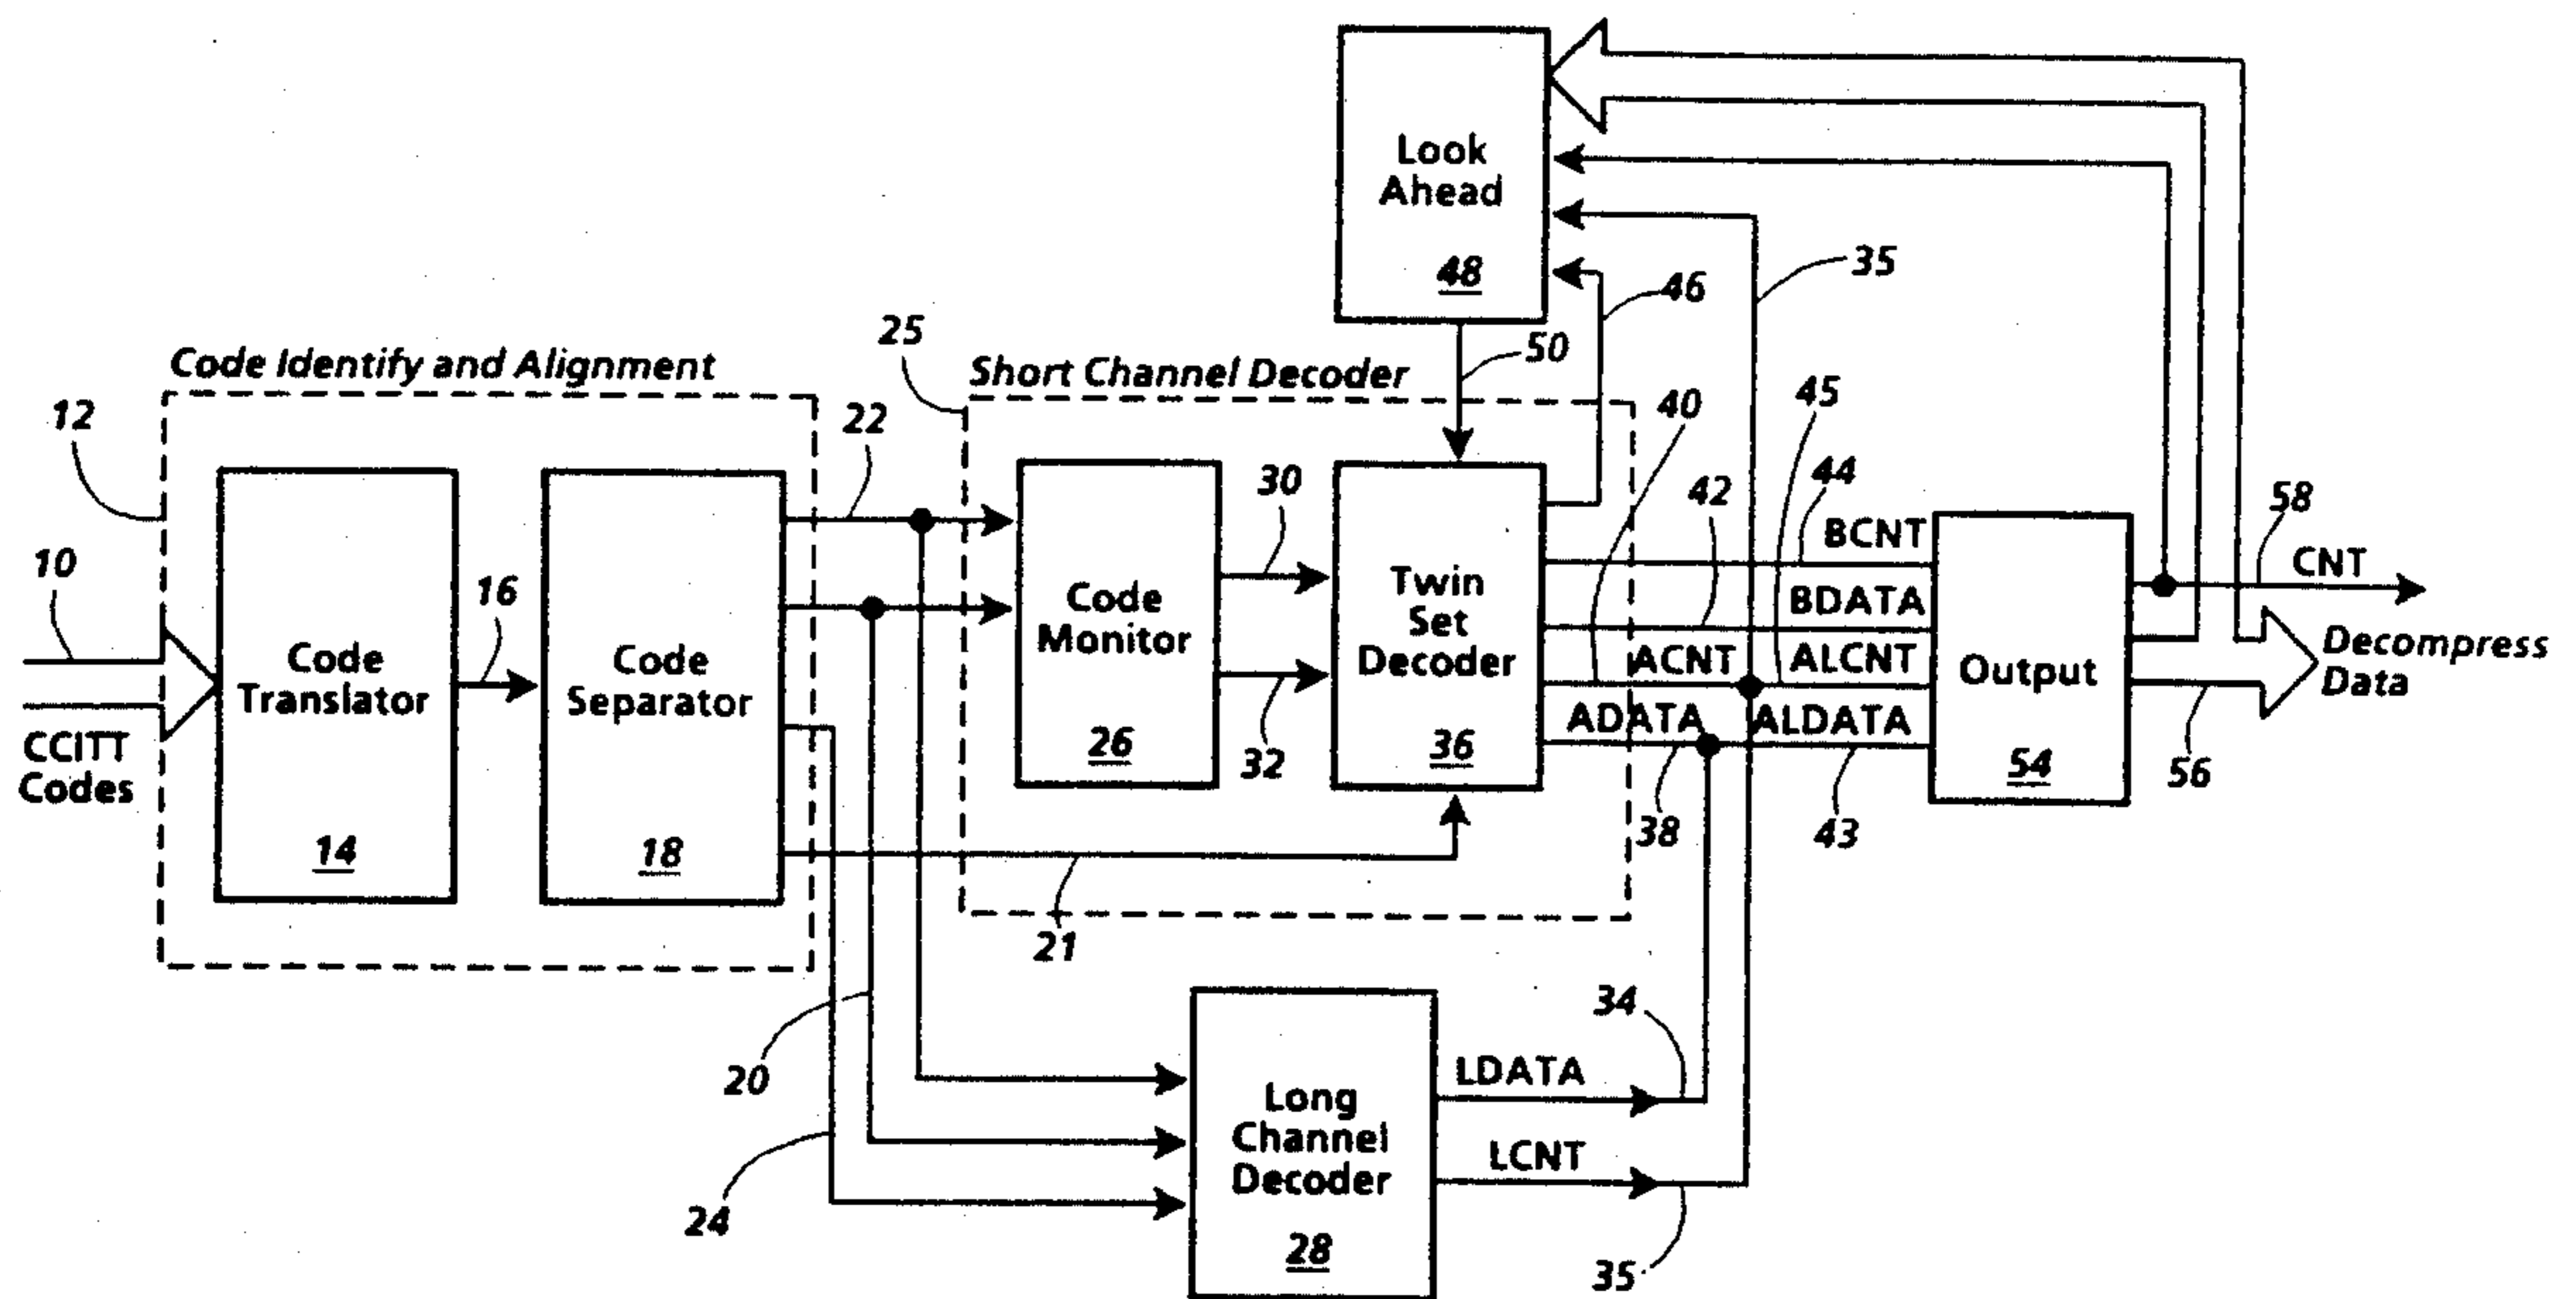 Look
Ahead
48
35
46
50
25
Code Identify and Alignment
Short Channel Decoder
12
22
40
45
30
42
44
BCNT
58
CNT
10
16
Code
Translator
14
Code
Separator
18
Code
Monitor
26
32
Twin
Set
Decoder
36
BDATA
ACNT
ALCNT
ADATA
ALDATA
Output
54
Decompress
Data
CCITT
Codes
38
43
56
21
20
24
34
LDATA
LCNT
Long
Channel
Decoder
28
35